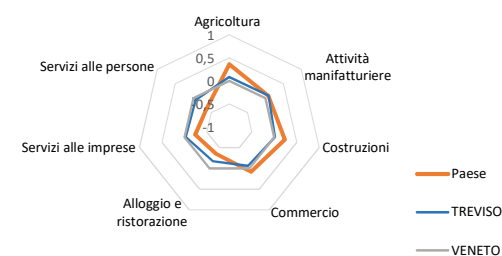 Agricoltura
1
0,5
0
-0,5
-1
Attività
manifatturiere
Costruzioni
Commercio
Alloggio e
ristorazione
Servizi alle imprese
Servizi alle persone
Paese
TREVISO
VENETO